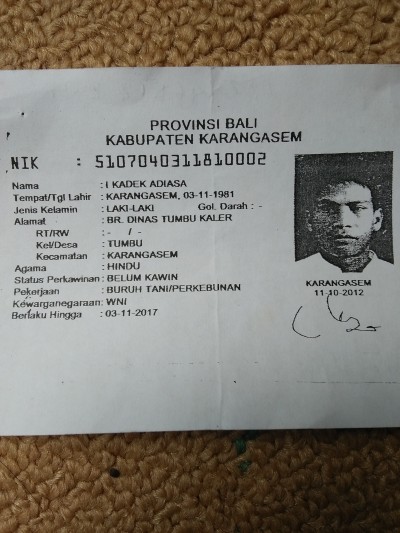 PROVINSI BALI
KABUPATEN KARANGASEM
NIK : 5107040311810002
Nama : I KADEK ADIASA
Tempat/Tgl Lahir : KARANGASEM, 03-11-1981
Jenis Kelamin : LAKI-LAKI Gol. Darah : -
Alamat : BR. DINAS TUMBU KALER
RT/RW : - / -
Kel/Desa : TUMBU
Kecamatan : KARANGASEM
Agama : HINDU
Status Perkawinan : BELUM KAWIN
Pekerjaan : BURUH TANI/PERKEBUNAN
Kewarganegaraan : WNI
Berlaku Hingga : 03-11-2017
KARANGASEM
11-10-2012